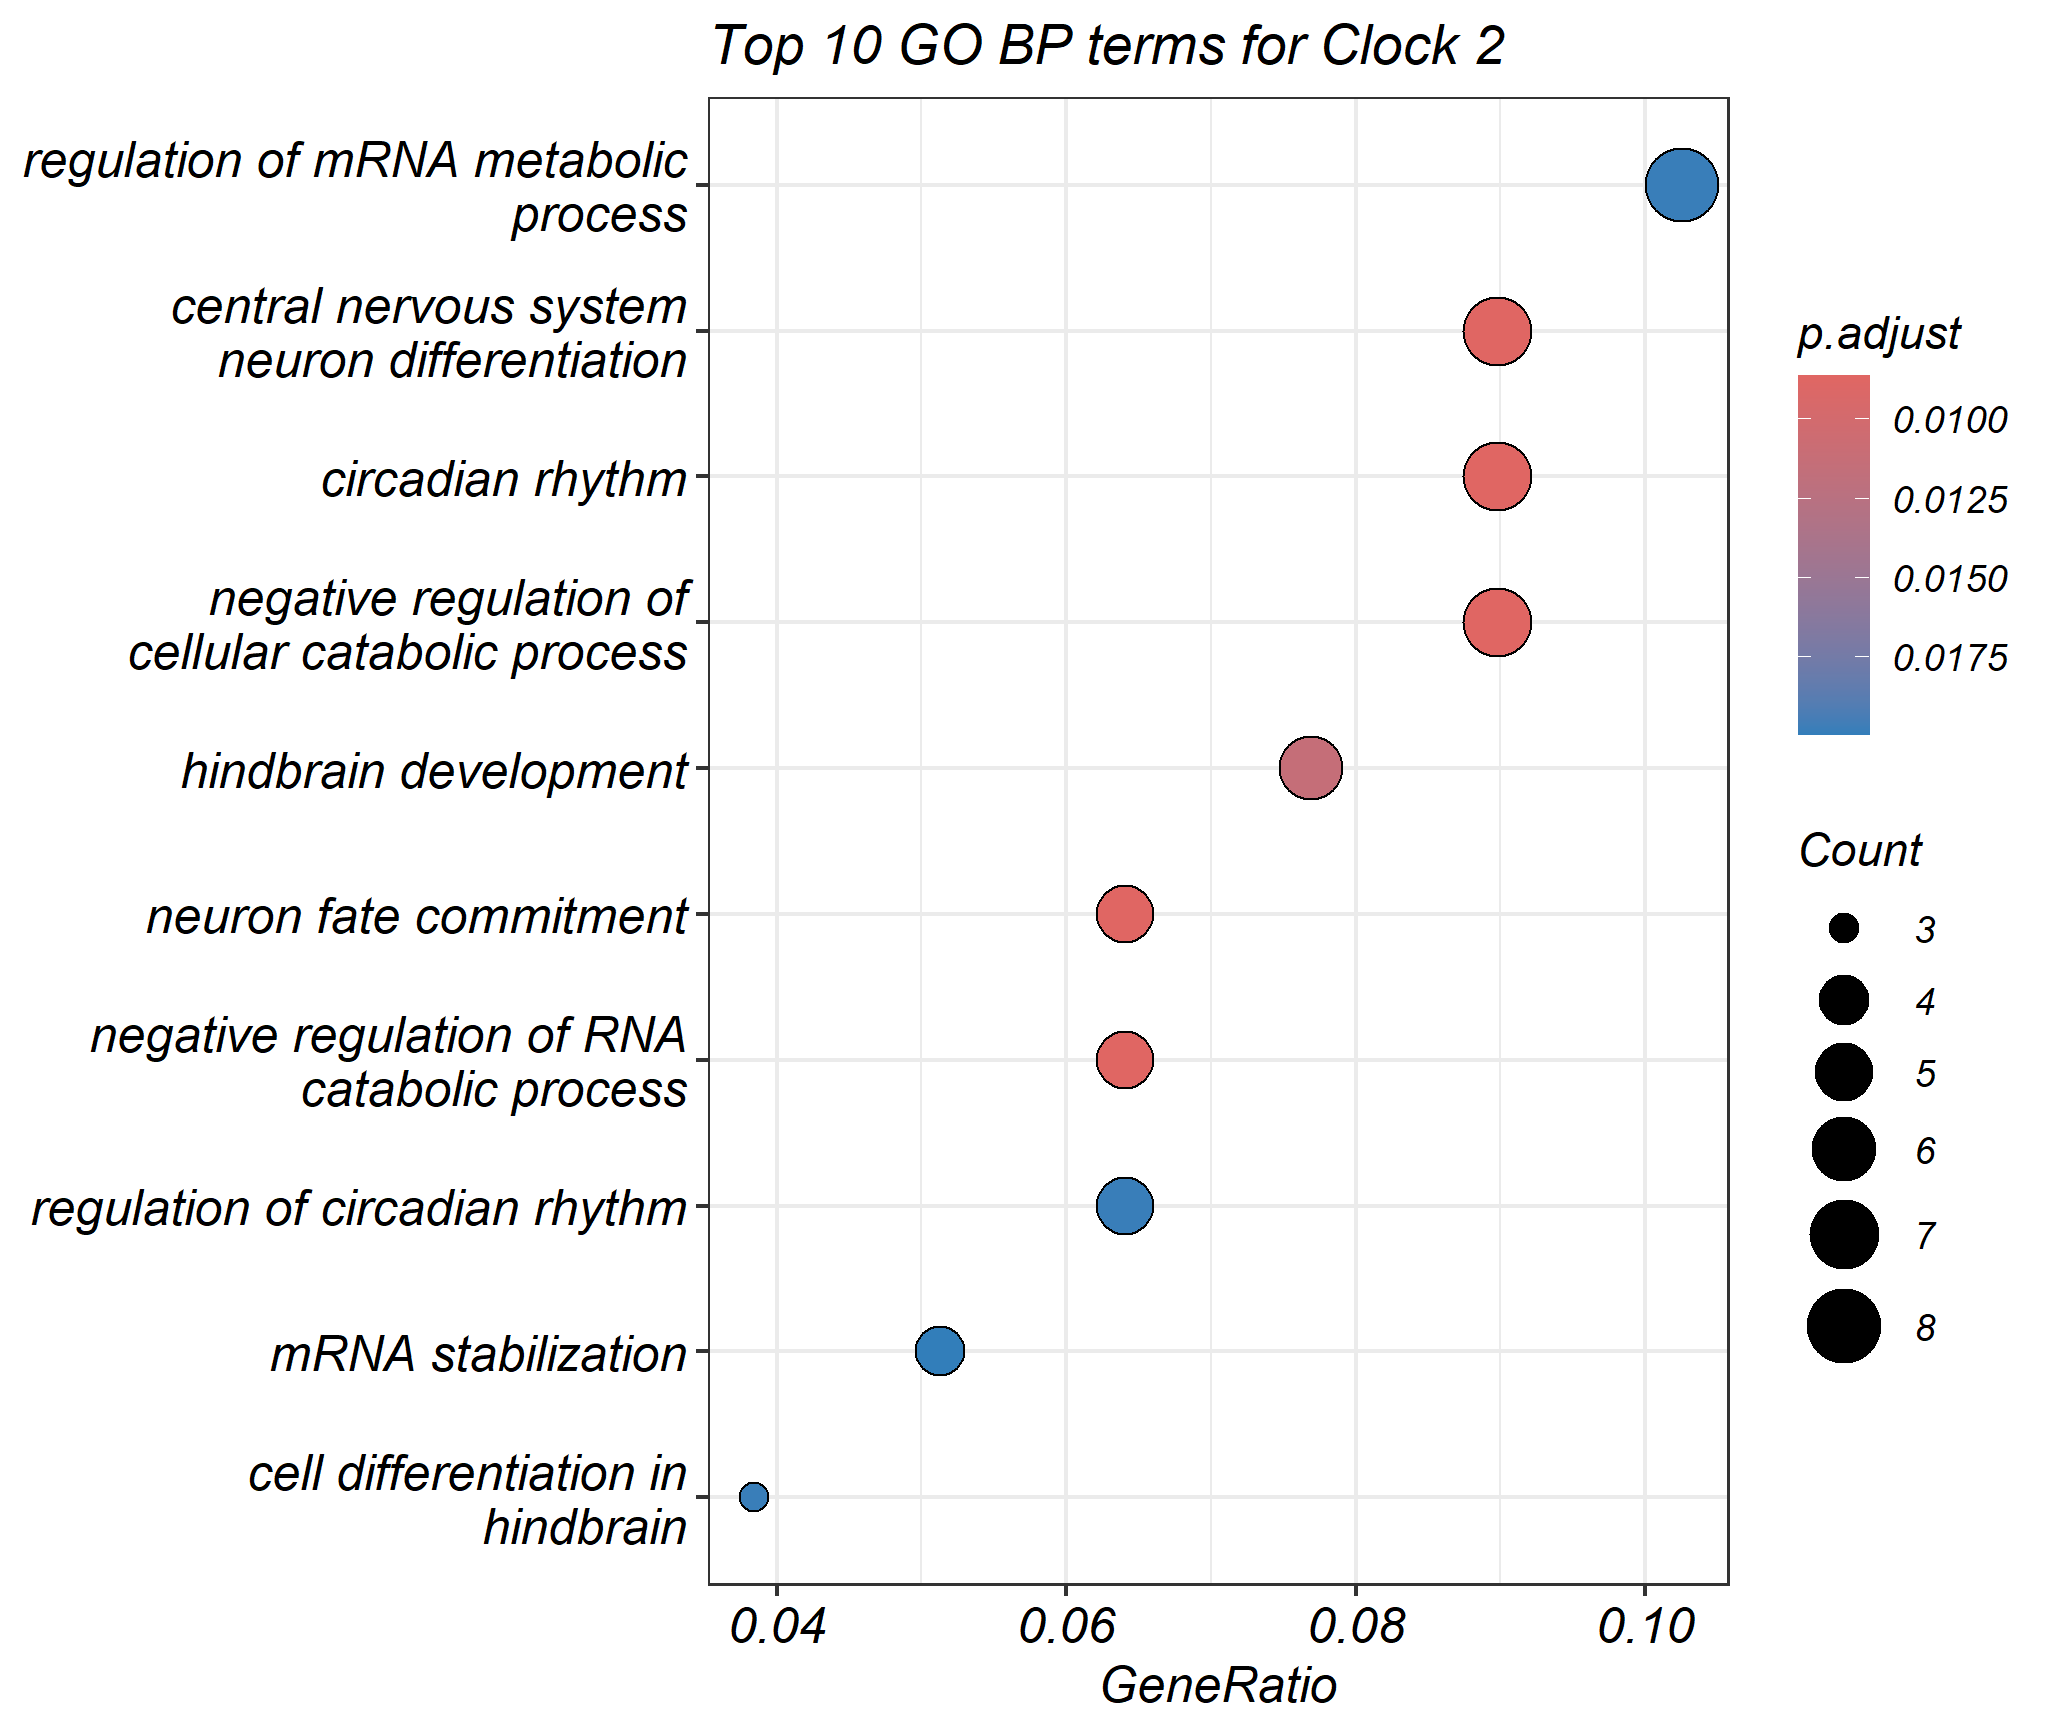 Top 10 GO BP terms for Clock 2
regulation of mRNA metabolic
process
central nervous system
neuron differentiation
circadian rhythm
negative regulation of
cellular catabolic process
hindbrain development
neuron fate commitment
negative regulation of RNA
catabolic process
regulation of circadian rhythm
mRNA stabilization
cell differentiation in
hindbrain
0.04 0.06 0.08 0.10
GeneRatio
p.adjust
0.0100
0.0125
0.0150
0.0175
Count
3
4
5
6
7
8